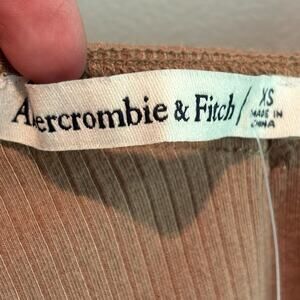 Abercrombie & Fitch / XS
MADE IN
CHINA